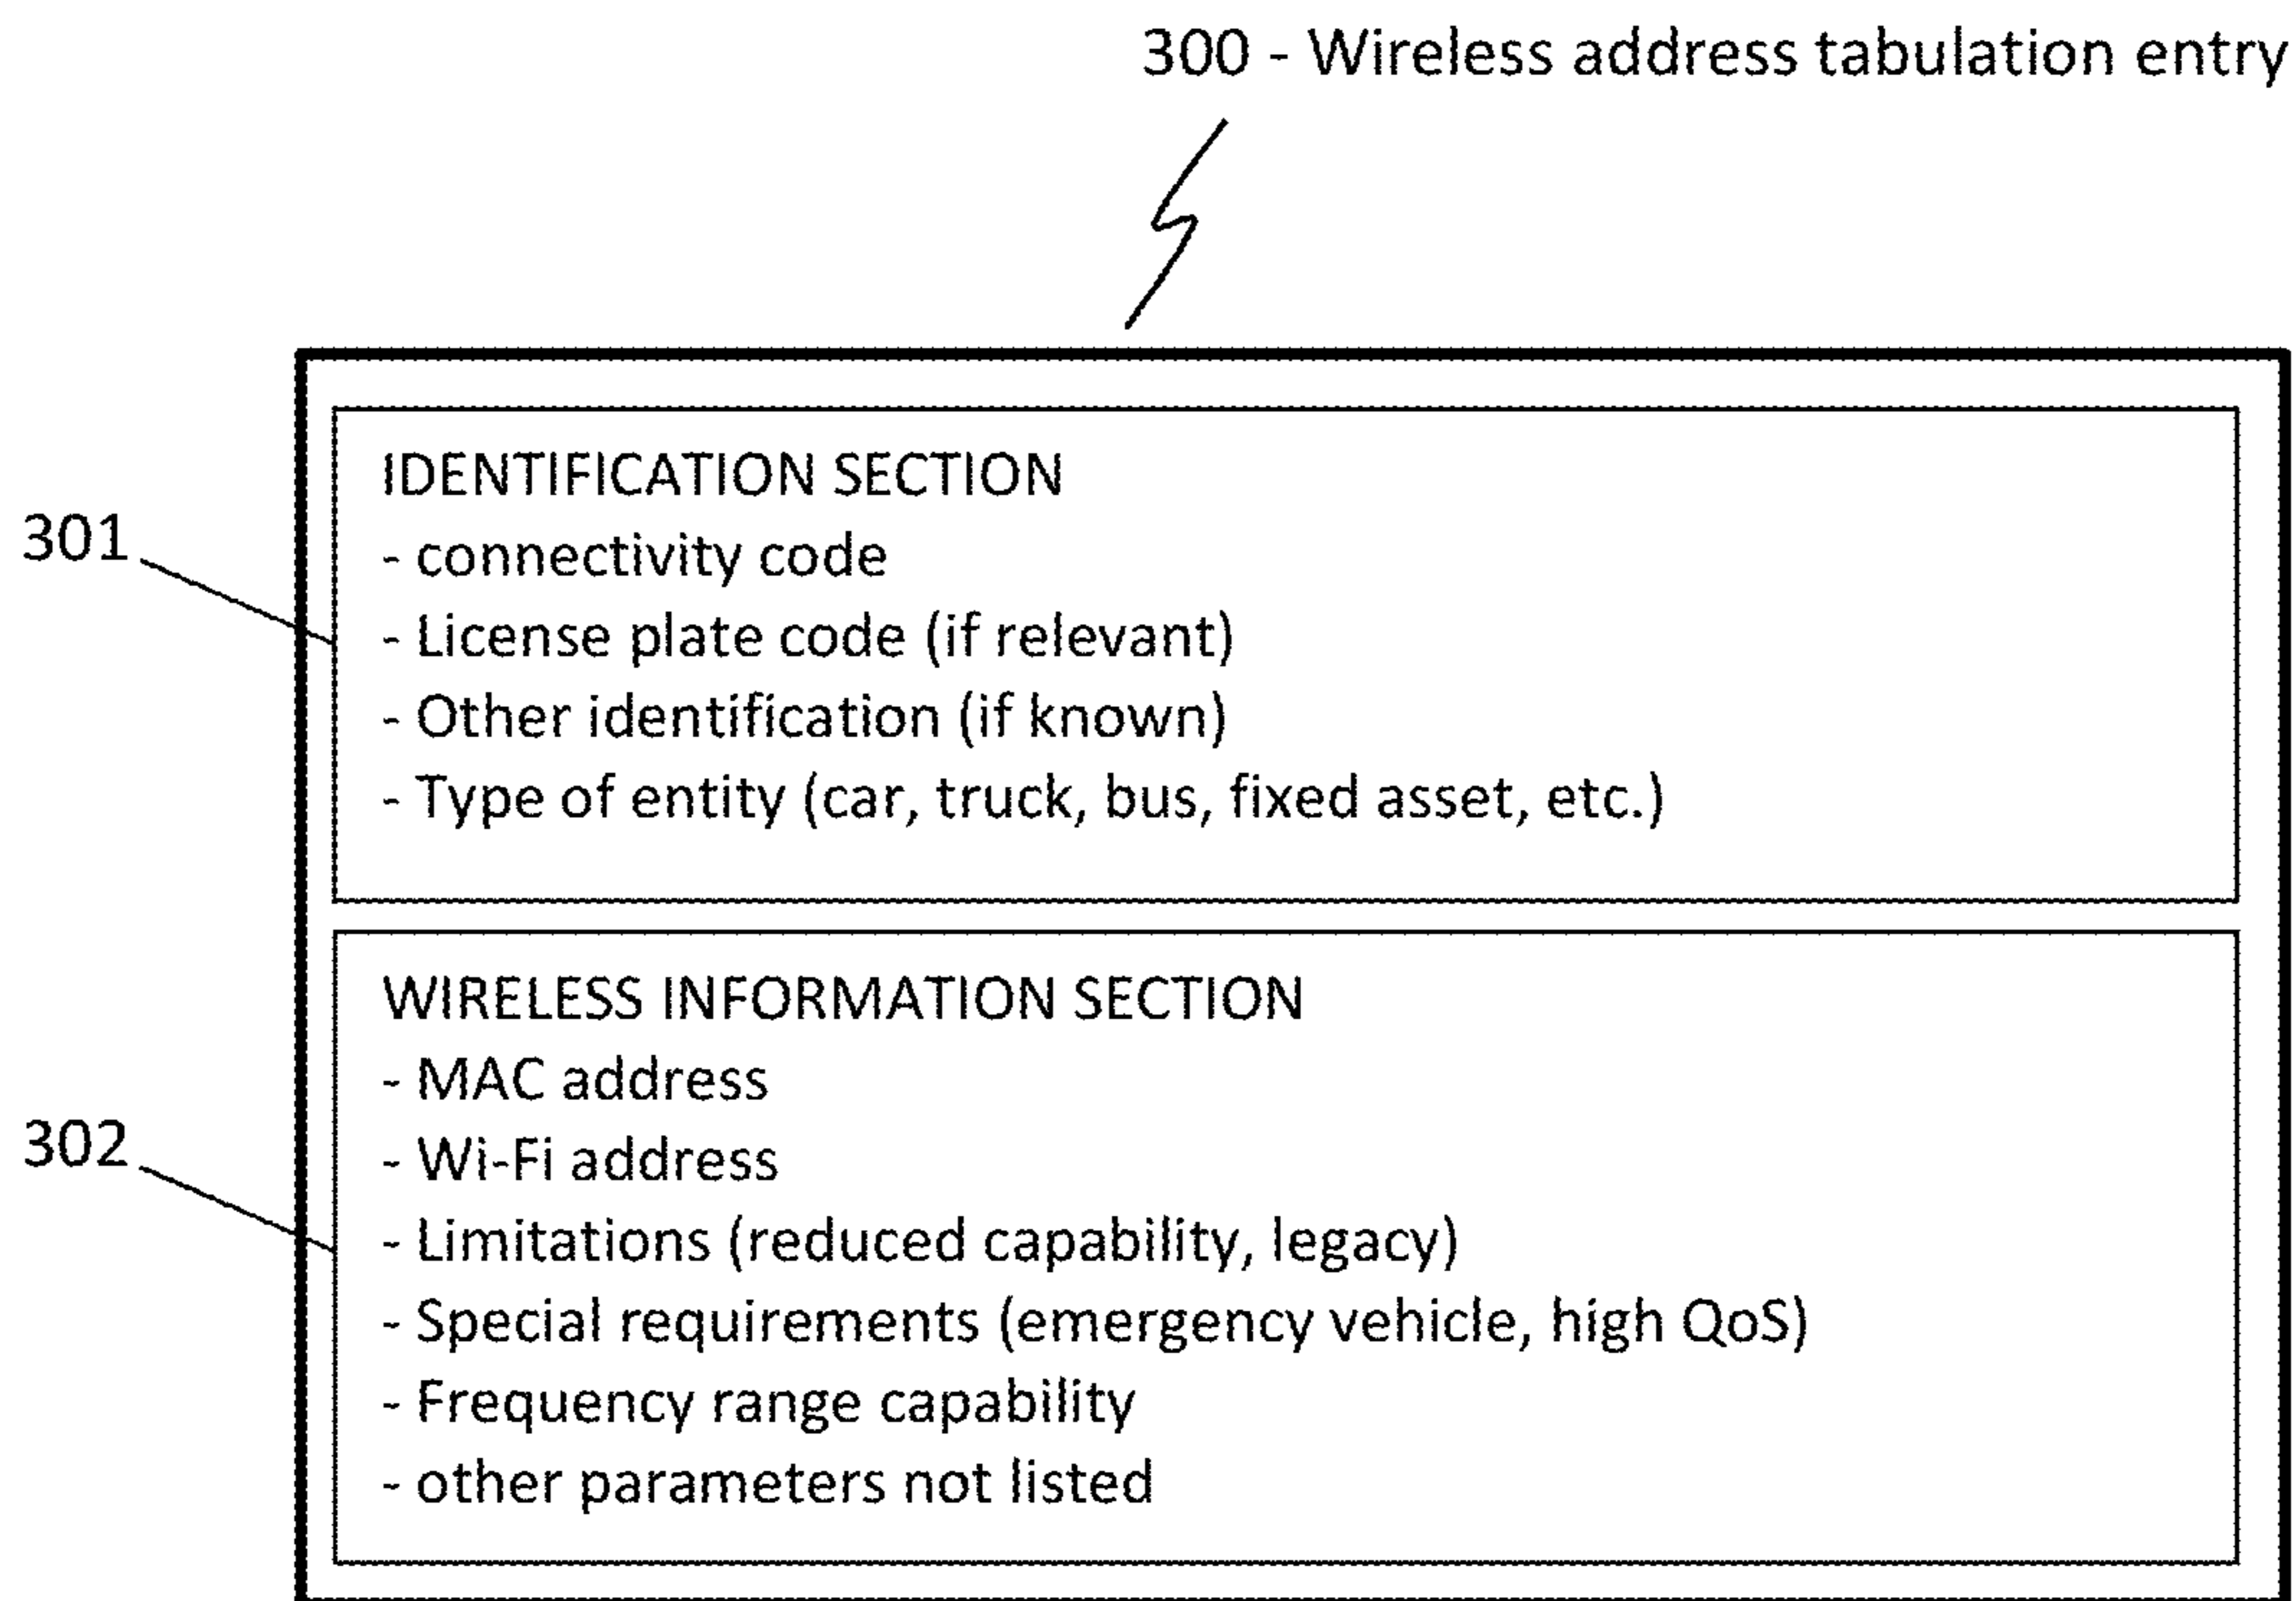 300 - Wireless address tabulation entry
IDENTIFICATION SECTION
301
- connectivity code
- License plate code (if relevant)
- Other identification (if known)
- Type of entity (car, truck, bus, fixed asset, etc.)
WIRELESS INFORMATION SECTION
- MAC address
302
- Wi-Fi address
- Limitations (reduced capability, legacy)
- Special requirements (emergency vehicle, high QoS)
- Frequency range capability
- other parameters not listed